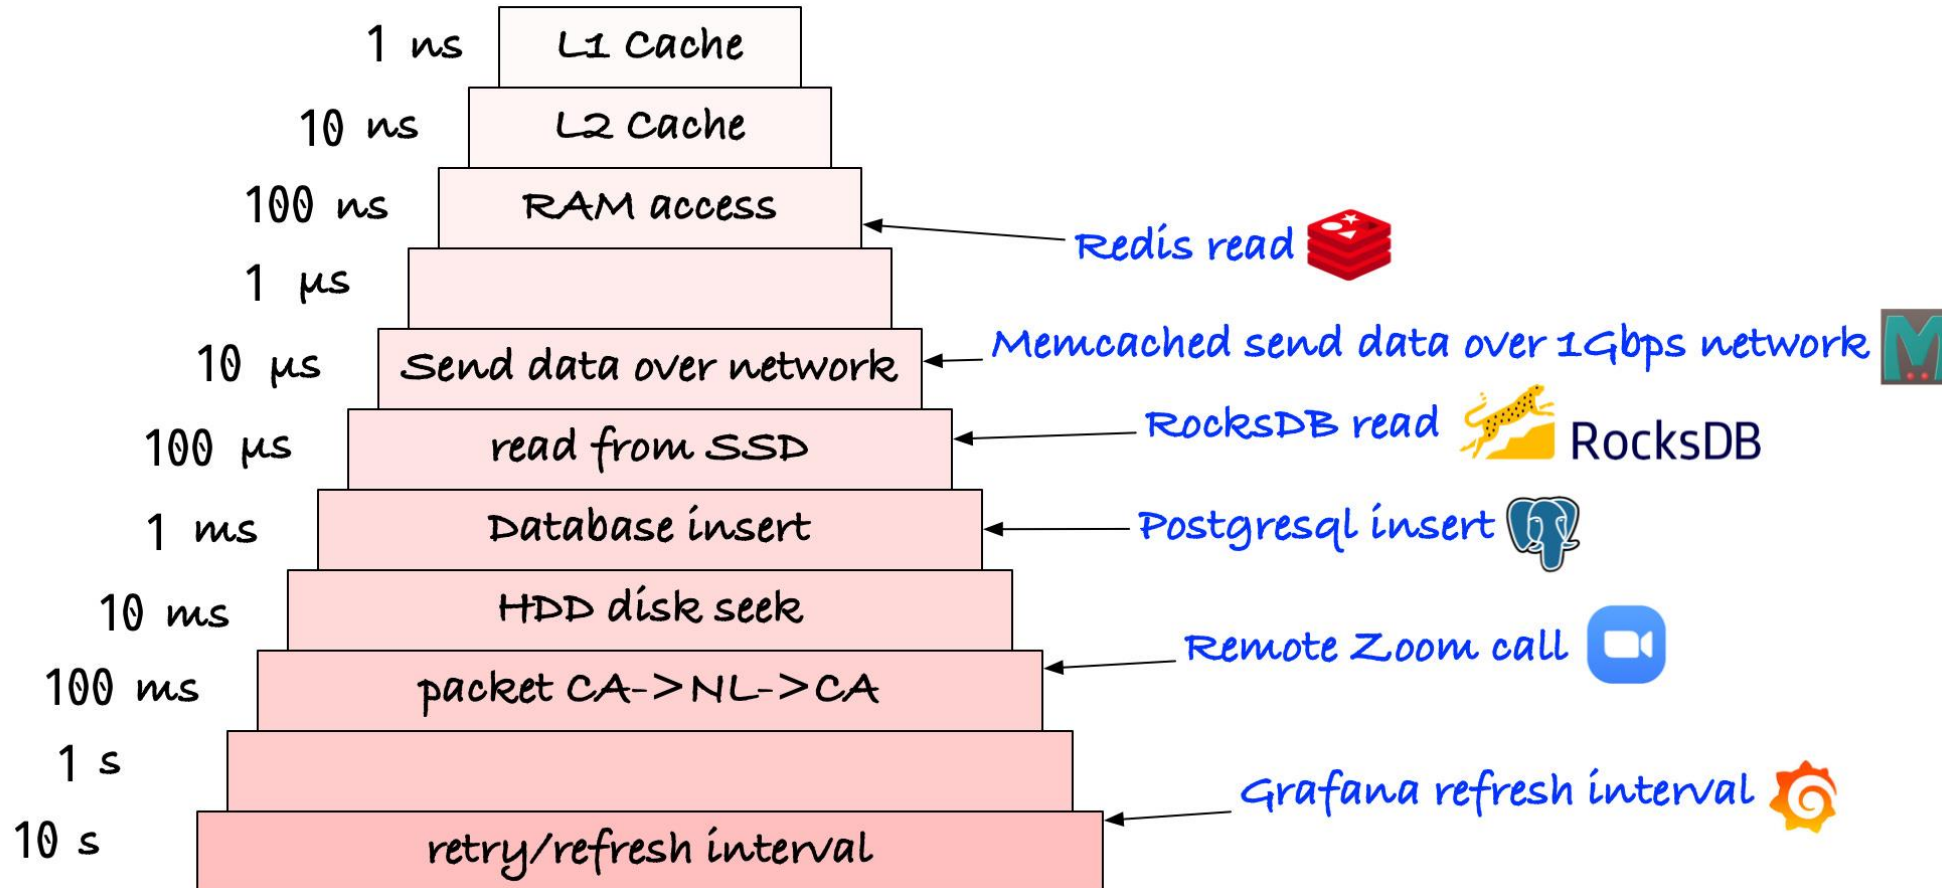 1 ns
L1 Cache
10 ns
L2 Cache
100 ns
RAM access
Redis read
1 µs
10 µs
Send data over network
Memcached send data over 1Gbps network
M
100 µs
read from SSD
RocksDB read
RocksDB
1 ms
Database insert
Postgresql insert
10 ms
HDD disk seek
100 ms
packet CA->NL->CA
Remote Zoom call
1 s
10 s
retry/refresh interval
Grafana refresh interval